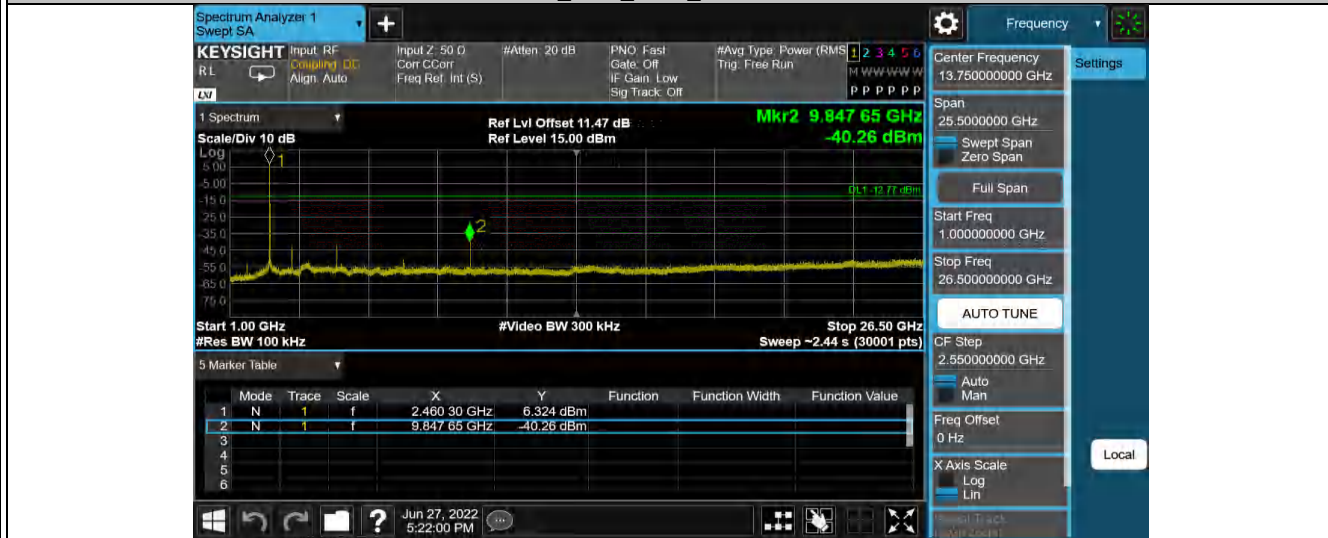 Spectrum Analyzer 1
Swept SA
+
Frequency
KEYSIGHT
RL
LXI
Input: RF
Coupling: DC
Align: Auto
Input Z: 50 Ω
Corr CCorr
Freq Ref: Int (S)
#Atten: 20 dB
PNO: Fast
Gate: Off
IF Gain: Low
Sig Track: Off
#Avg Type: Power (RMS
Trig: Free Run
1 2 3 4 5 6
M W W W W W
P P P P P P
1 Spectrum
Scale/Div 10 dB
Ref Lvl Offset 11.47 dB
Ref Level 15.00 dBm
Mkr2 9.847 65 GHz
-40.26 dBm
Log
5.00
-5.00
-15.0
-25.0
-35.0
-45.0
-55.0
-65.0
-75.0
1
2
DL1 -12.77 dBm
Start 1.00 GHz
#Res BW 100 kHz
#Video BW 300 kHz
Stop 26.50 GHz
Sweep ~2.44 s (30001 pts)
5 Marker Table
Mode Trace Scale X Y Function Function Width Function Value
1 N 1 f 2.460 30 GHz 6.324 dBm
2 N 1 f 9.847 65 GHz -40.26 dBm
3
4
5
6
?
Jun 27, 2022
5:22:00 PM
Center Frequency
13.750000000 GHz
Span
25.5000000 GHz
Swept Span
Zero Span
Full Span
Start Freq
1.000000000 GHz
Stop Freq
26.500000000 GHz
AUTO TUNE
CF Step
2.550000000 GHz
Auto
Man
Freq Offset
0 Hz
X Axis Scale
Log
Lin
Settings
Local